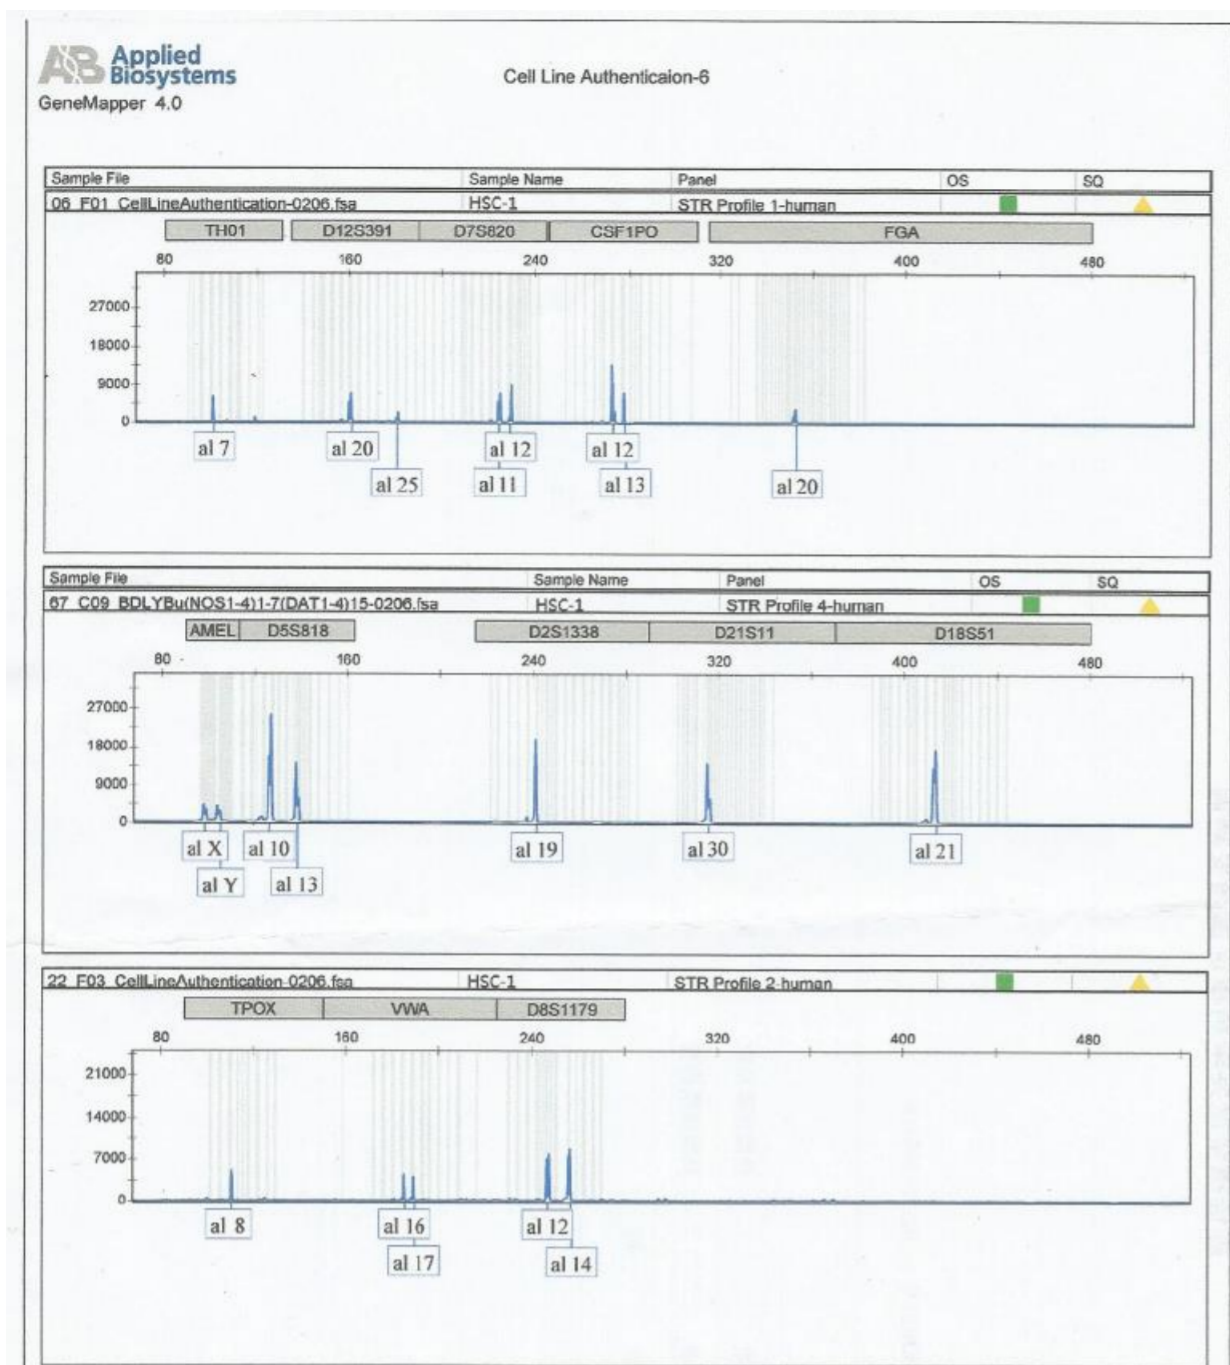 AB Applied
Biosystems
GeneMapper 4.0
Cell Line Authenticaion-6
Sample File Sample Name Panel OS SQ
06_F01_CellLineAuthentication-0206.fsa HSC-1 STR Profile 1-human
TH01 D12S391 D7S820 CSF1PO FGA
80 160 240 320 400 480
27000
18000
9000
0
al 7 al 20 al 12 al 12
al 25 al 11 al 13 al 20
Sample File Sample Name Panel OS SQ
67_C09_BDLYBu(NOS1-4)1-7(DAT1-4)15-0206.fsa HSC-1 STR Profile 4-human
AMEL D5S818 D2S1338 D21S11 D18S51
80 160 240 320 400 480
27000
18000
9000
0
al X al 10 al 19 al 30 al 21
al Y al 13
22_F03_CellLineAuthentication-0206.fsa HSC-1 STR Profile 2-human
TPOX VWA D8S1179
80 160 240 320 400 480
21000
14000
7000
0
al 8 al 16 al 12
al 17 al 14